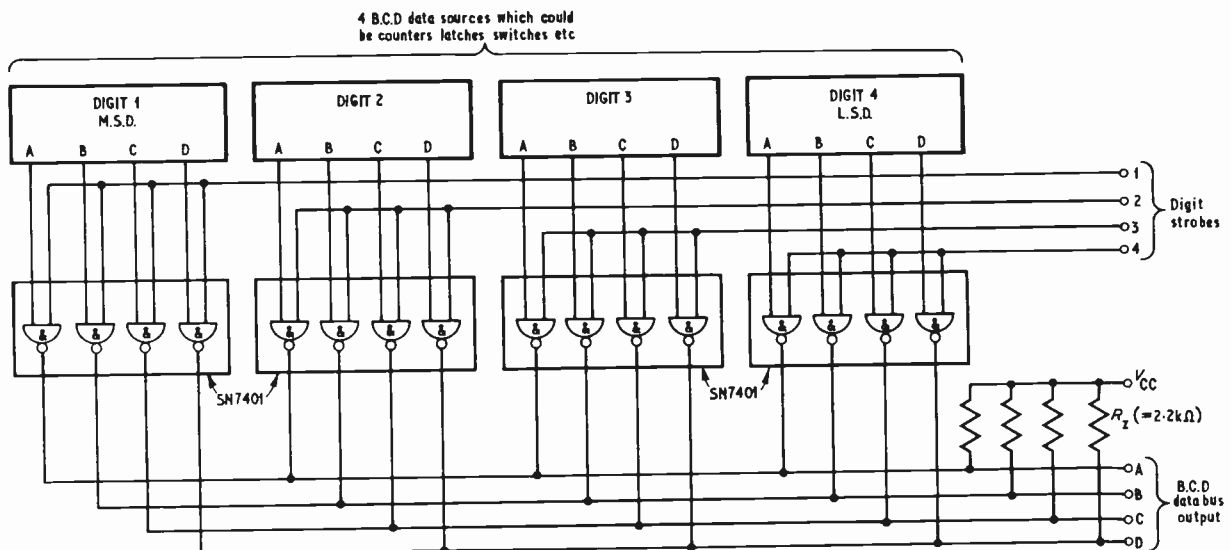 4 B.C.D data sources which could
be counters latches switches etc
DIGIT 1
M.S.D.
A B C D
DIGIT 2
A B C D
DIGIT 3
A B C D
DIGIT 4
L.S.D.
A B C D
1
2
3
4
Digit
strobes
& & & &
& & & &
& & & &
& & & &
SN7401
SN7401
VCC
Rz (=2·2kΩ)
A
B
C
D
B.C.D
data bus
output